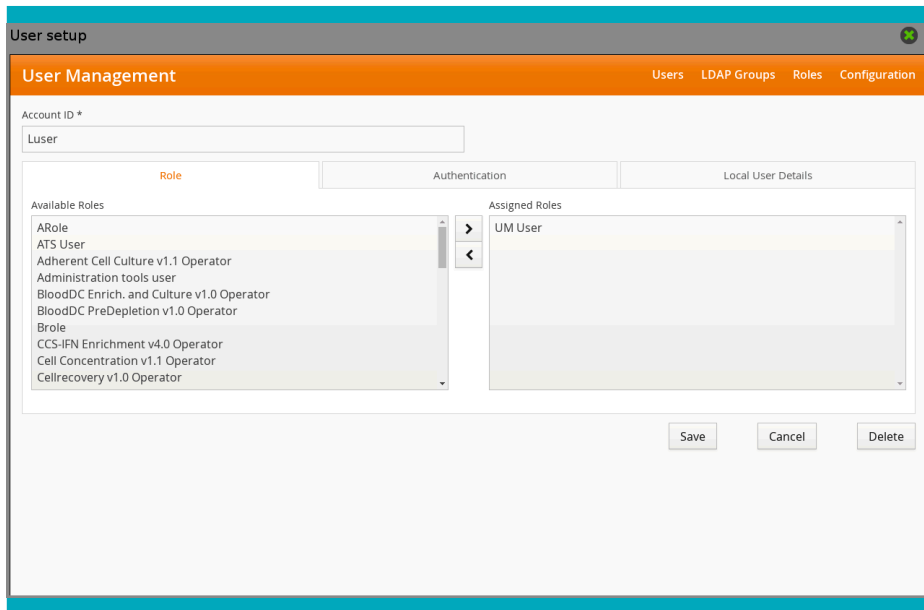 User setup
User Management Users LDAP Groups Roles Configuration
Account ID *
Luser
Role Authentication Local User Details
Available Roles Assigned Roles
ARole UM User
ATS User
Adherent Cell Culture v1.1 Operator
Administration tools user
BloodDC Enrich. and Culture v1.0 Operator
BloodDC PreDepletion v1.0 Operator
Brole
CCS-IFN Enrichment v4.0 Operator
Cell Concentration v1.1 Operator
Cellrecovery v1.0 Operator
Save Cancel Delete